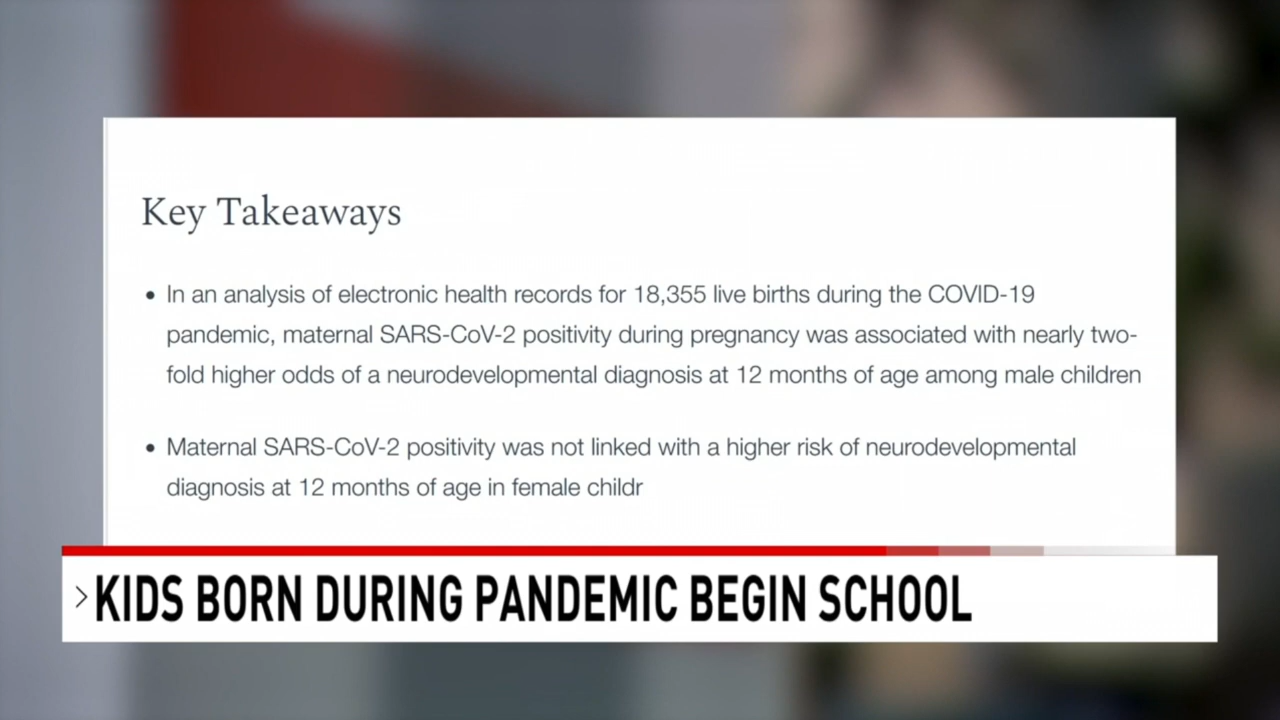 Key Takeaways
• In an analysis of electronic health records for 18,355 live births during the COVID-19
pandemic, maternal SARS-CoV-2 positivity during pregnancy was associated with nearly two-
fold higher odds of a neurodevelopmental diagnosis at 12 months of age among male children
• Maternal SARS-CoV-2 positivity was not linked with a higher risk of neurodevelopmental
diagnosis at 12 months of age in female childr
>KIDS BORN DURING PANDEMIC BEGIN SCHOOL